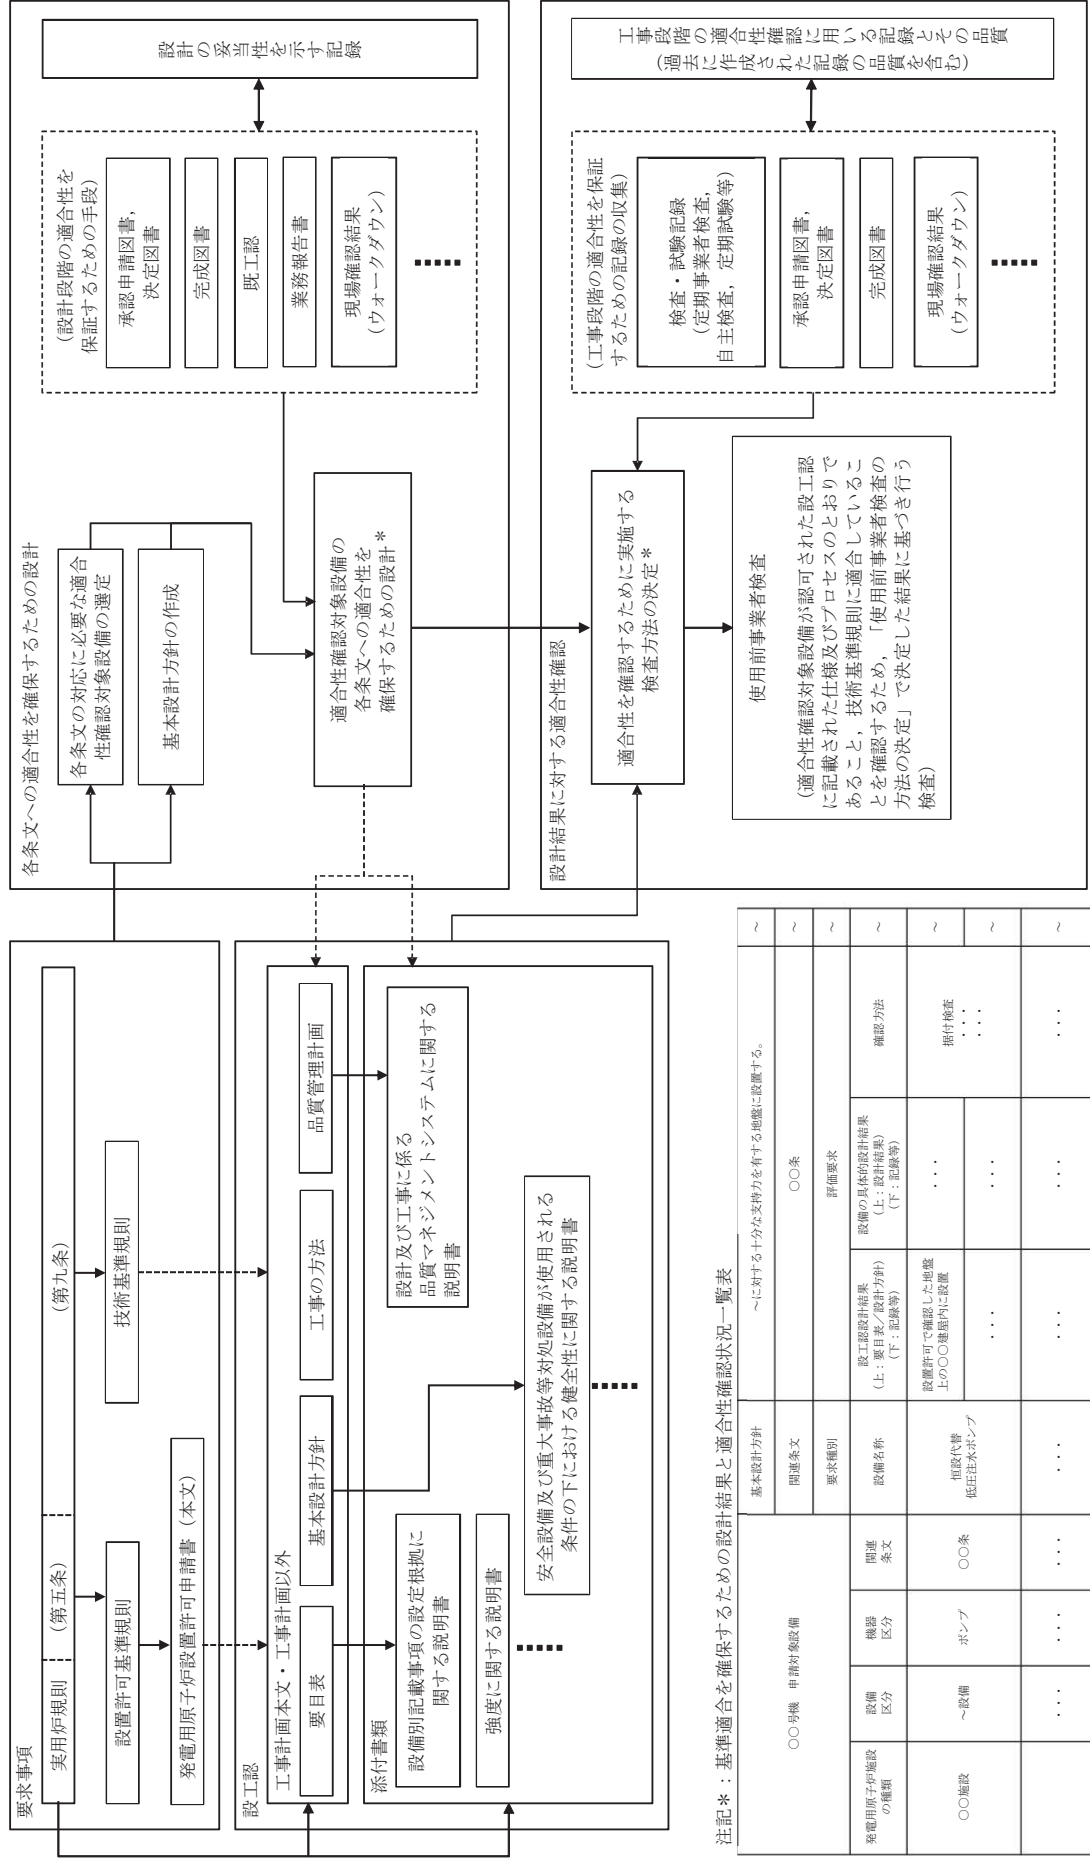 要求事項
実用炉規則
(第五条)
(第九条)
設置許可基準規則
技術基準規則
発電用原子炉設置許可申請書（本文）
設工認
工事計画本文・工事計画以外
要目表
基本設計方針
工事の方法
品質管理計画
添付書類
設備別記載事項の設定根拠に
関する説明書
強度に関する説明書
設計及び工事に係る
品質マネジメントシステムに関する
説明書
安全設備及び重大事故等対処設備が使用される
条件の下における健全性に関する説明書
各条文への適合性を確保するための設計
各条文の対応に必要な適合
性確認対象設備の選定
基本設計方針の作成
適合性確認対象設備の
各条文への適合性を
確保するための設計＊
(設計段階の適合性を
保証するための手段)
承認申請図書,
決定図書
完成図書
既工認
業務報告書
現場確認結果
(ウォークダウン)
設計の妥当性を示す記録
設計結果に対する適合性確認
適合性を確認するために実施する
検査方法の決定＊
使用前事業者検査
(適合性確認対象設備が認可された設工認
に記載された仕様及びプロセスのとおりで
あること，技術基準規則に適合しているこ
とを確認するため，「使用前事業者検査の
方法の決定」で決定した結果に基づき行う
検査)
(工事段階の適合性を保証
するための記録の収集)
検査・試験記録
(定期事業者検査,
自主検査，定期試験等)
承認申請図書,
決定図書
完成図書
現場確認結果
(ウォークダウン)
工事段階の適合性確認に用いる記録とその品質
(過去に作成された記録の品質を含む)
注記＊：基準適合を確保するための設計結果と適合性確認状況一覧表
〇〇号機　申請対象設備
基本設計方針
～に対する十分な支持力を有する地盤に設置する。
～
関連条文
〇〇条
～
要求種別
評価要求
～
発電用原子炉施設
の種類
設備
区分
機器
区分
関連
条文
設備名称
設工認設計結果
(上：要目表／設計方針)
(下：記録等)
設備の具体的設計結果
(上：設計結果)
(下：記録等)
確認方法
～
〇〇施設
～設備
ポンプ
〇〇条
恒設代替
低圧注水ポンプ
設置許可で確認した地盤
上の〇〇建屋内に設置
・・・
据付検査
・・・
・・・
～
・・・
・・・
～
・・・
・・・
・・・
・・・
・・・
・・・
・・・
～